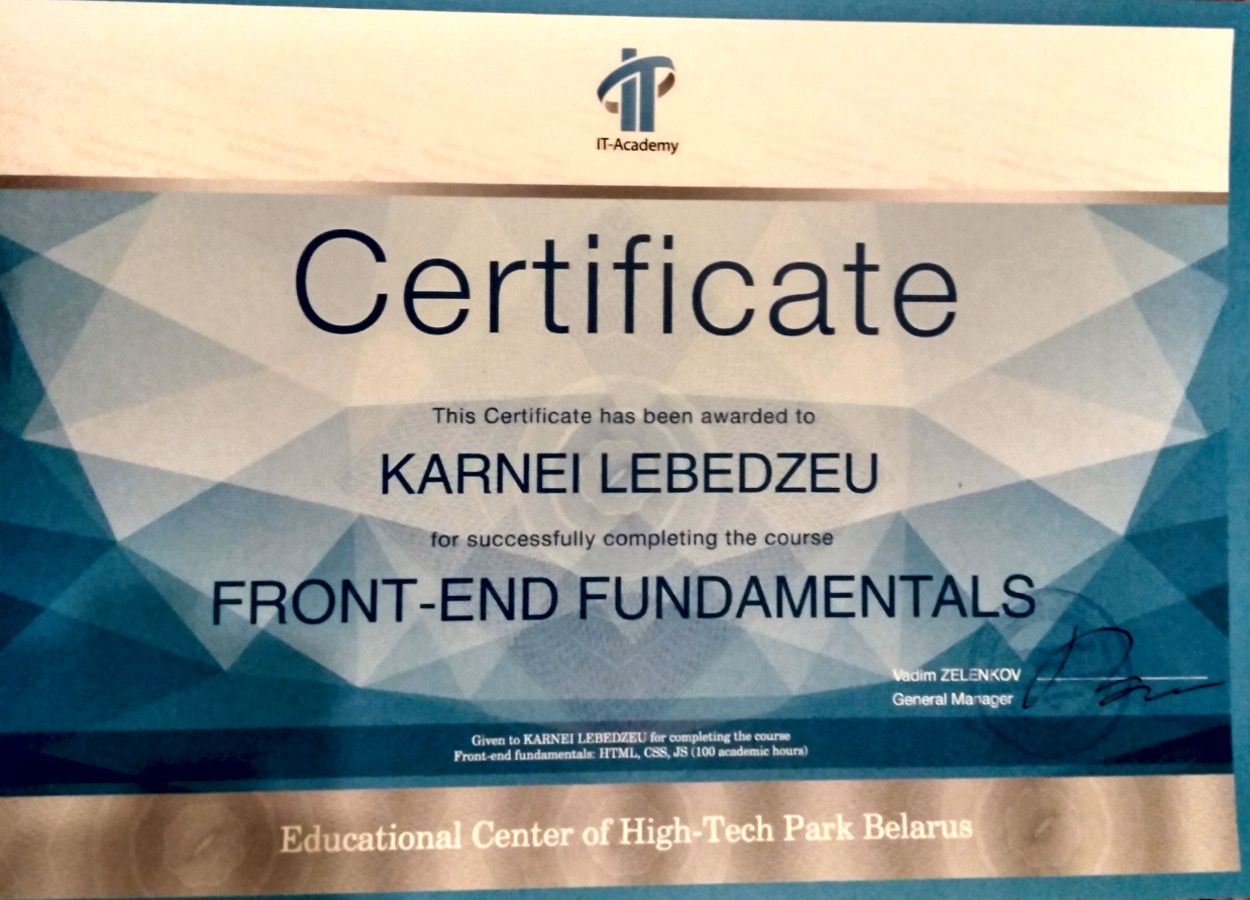 IT
IT-Academy
Certificate
This Certificate has been awarded to
KARNEI LEBEDZEU
for successfully completing the course
FRONT-END FUNDAMENTALS
Vadim ZELENKOV
General Manager
Given to KARNEI LEBEDZEU for completing the course
Front-end fundamentals: HTML, CSS, JS (100 academic hours)
Educational Center of High-Tech Park Belarus